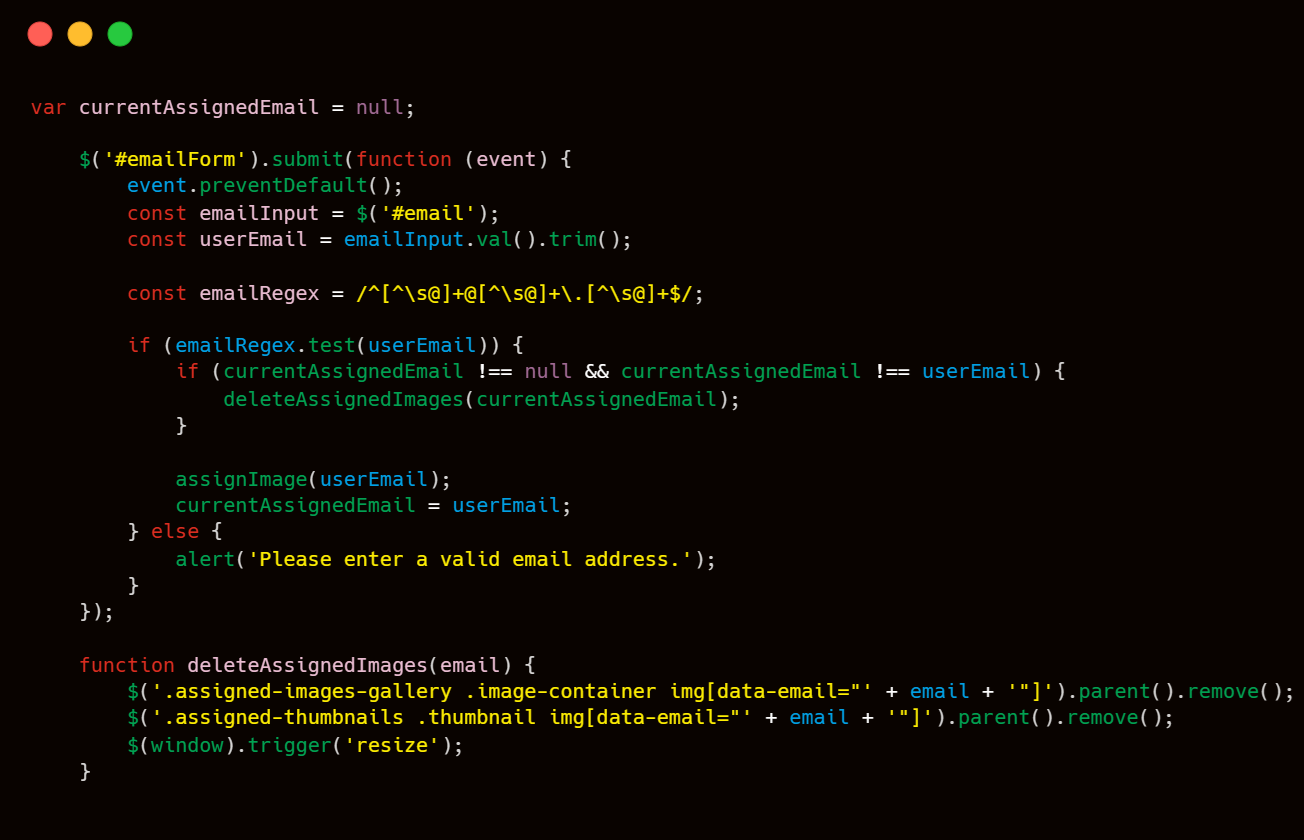 var currentAssignedEmail = null;
$('#emailForm').submit(function (event) {
event.preventDefault();
const emailInput = $('#email');
const userEmail = emailInput.val().trim();
const emailRegex = /^[^\s@]+@[^\s@]+\.[^\s@]+$/;
if (emailRegex.test(userEmail)) {
if (currentAssignedEmail !== null && currentAssignedEmail !== userEmail) {
deleteAssignedImages(currentAssignedEmail);
}
assignImage(userEmail);
currentAssignedEmail = userEmail;
} else {
alert('Please enter a valid email address.');
}
});
function deleteAssignedImages(email) {
$('.assigned-images-gallery .image-container img[data-email="' + email + '"]').parent().remove();
$('.assigned-thumbnails .thumbnail img[data-email="' + email + '"]').parent().remove();
$(window).trigger('resize');
}